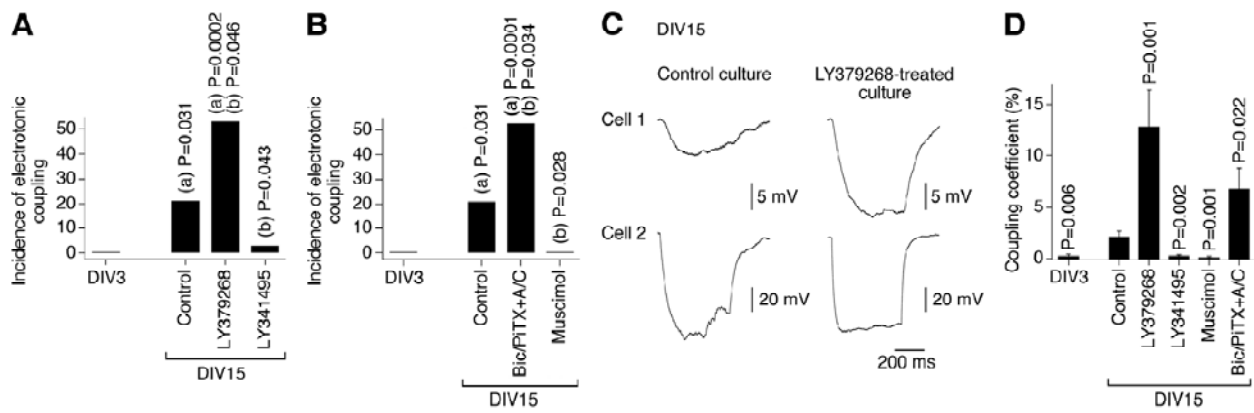 A
Incidence of electrotonic
coupling
50
40
30
20
10
0
(a) P=0.031
(a) P=0.0002
(b) P=0.046
(b) P=0.043
DIV3
Control
LY379268
LY341495
DIV15
B
Incidence of electrotonic
coupling
50
40
30
20
10
0
(a) P=0.031
(a) P=0.0001
(b) P=0.034
(b) P=0.028
DIV3
Control
Bic/PiTX+A/C
Muscimol
DIV15
C
DIV15
Control culture
LY379268-treated
culture
Cell 1
5 mV
5 mV
Cell 2
20 mV
20 mV
200 ms
D
Coupling coefficient (%)
15
10
5
0
P=0.006
P=0.001
P=0.002
P=0.001
P=0.022
DIV3
Control
LY379268
LY341495
Muscimol
Bic/PiTX+A/C
DIV15